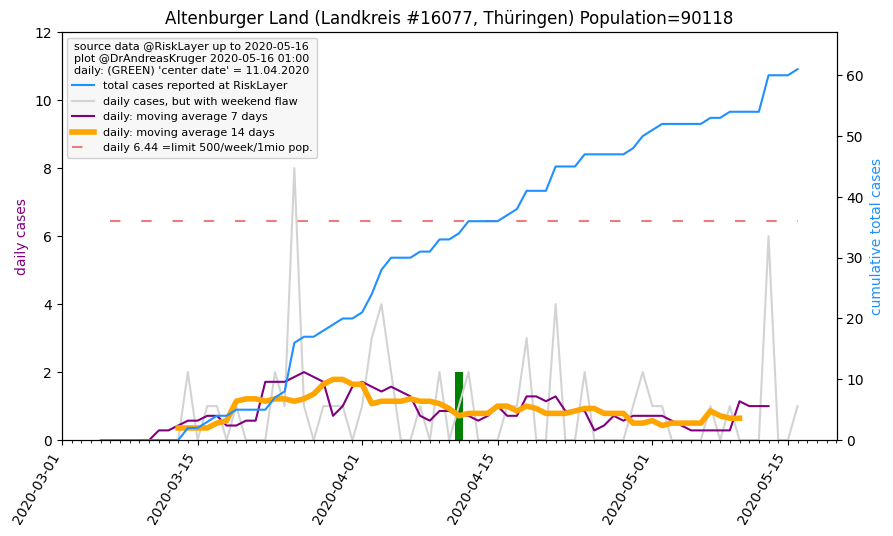 Altenburger Land (Landkreis #16077, Thüringen) Population=90118
source data @RiskLayer up to 2020-05-16
plot @DrAndreasKruger 2020-05-16 01:00
daily: (GREEN) 'center date' = 11.04.2020
total cases reported at RiskLayer
daily cases, but with weekend flaw
daily: moving average 7 days
daily: moving average 14 days
daily 6.44 =limit 500/week/1mio pop.
daily cases
12
10
8
6
4
2
0
cumulative total cases
60
50
40
30
20
10
0
2020-03-01
2020-03-15
2020-04-01
2020-04-15
2020-05-01
2020-05-15